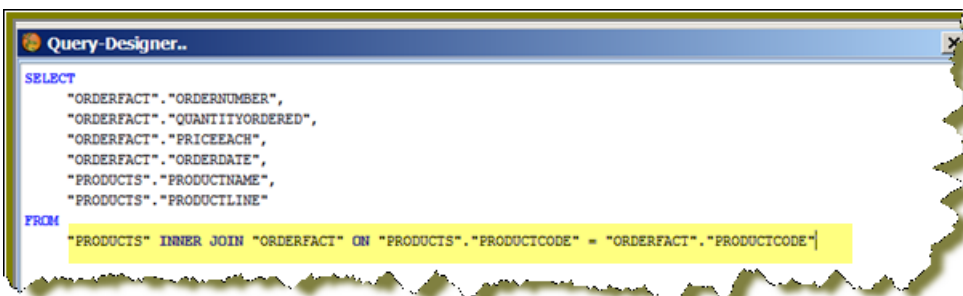 Query-Designer..
SELECT
"ORDERFACT"."ORDERNUMBER",
"ORDERFACT"."QUANTITYORDERED",
"ORDERFACT"."PRICEEACH",
"ORDERFACT"."ORDERDATE",
"PRODUCTS"."PRODUCTNAME",
"PRODUCTS"."PRODUCTLINE"
FROM
"PRODUCTS" INNER JOIN "ORDERFACT" ON "PRODUCTS"."PRODUCTCODE" = "ORDERFACT"."PRODUCTCODE"